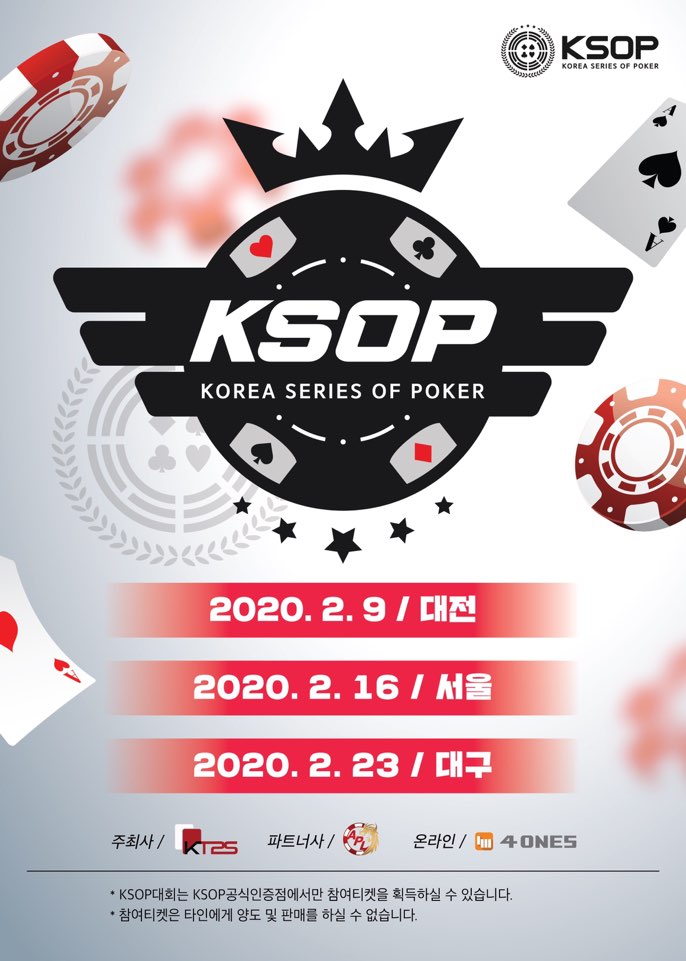 KSOP
KOREA SERIES OF POKER
A
A
KSOP
KOREA SERIES OF POKER
2020. 2. 9 / 대전
2020. 2. 16 / 서울
2020. 2. 23 / 대구
A
주최사 / KT2S 파트너사 / APL 온라인 / 4ONES
* KSOP대회는 KSOP공식인증점에서만 참여티켓을 획득하실 수 있습니다.
* 참여티켓은 타인에게 양도 및 판매를 하실 수 없습니다.